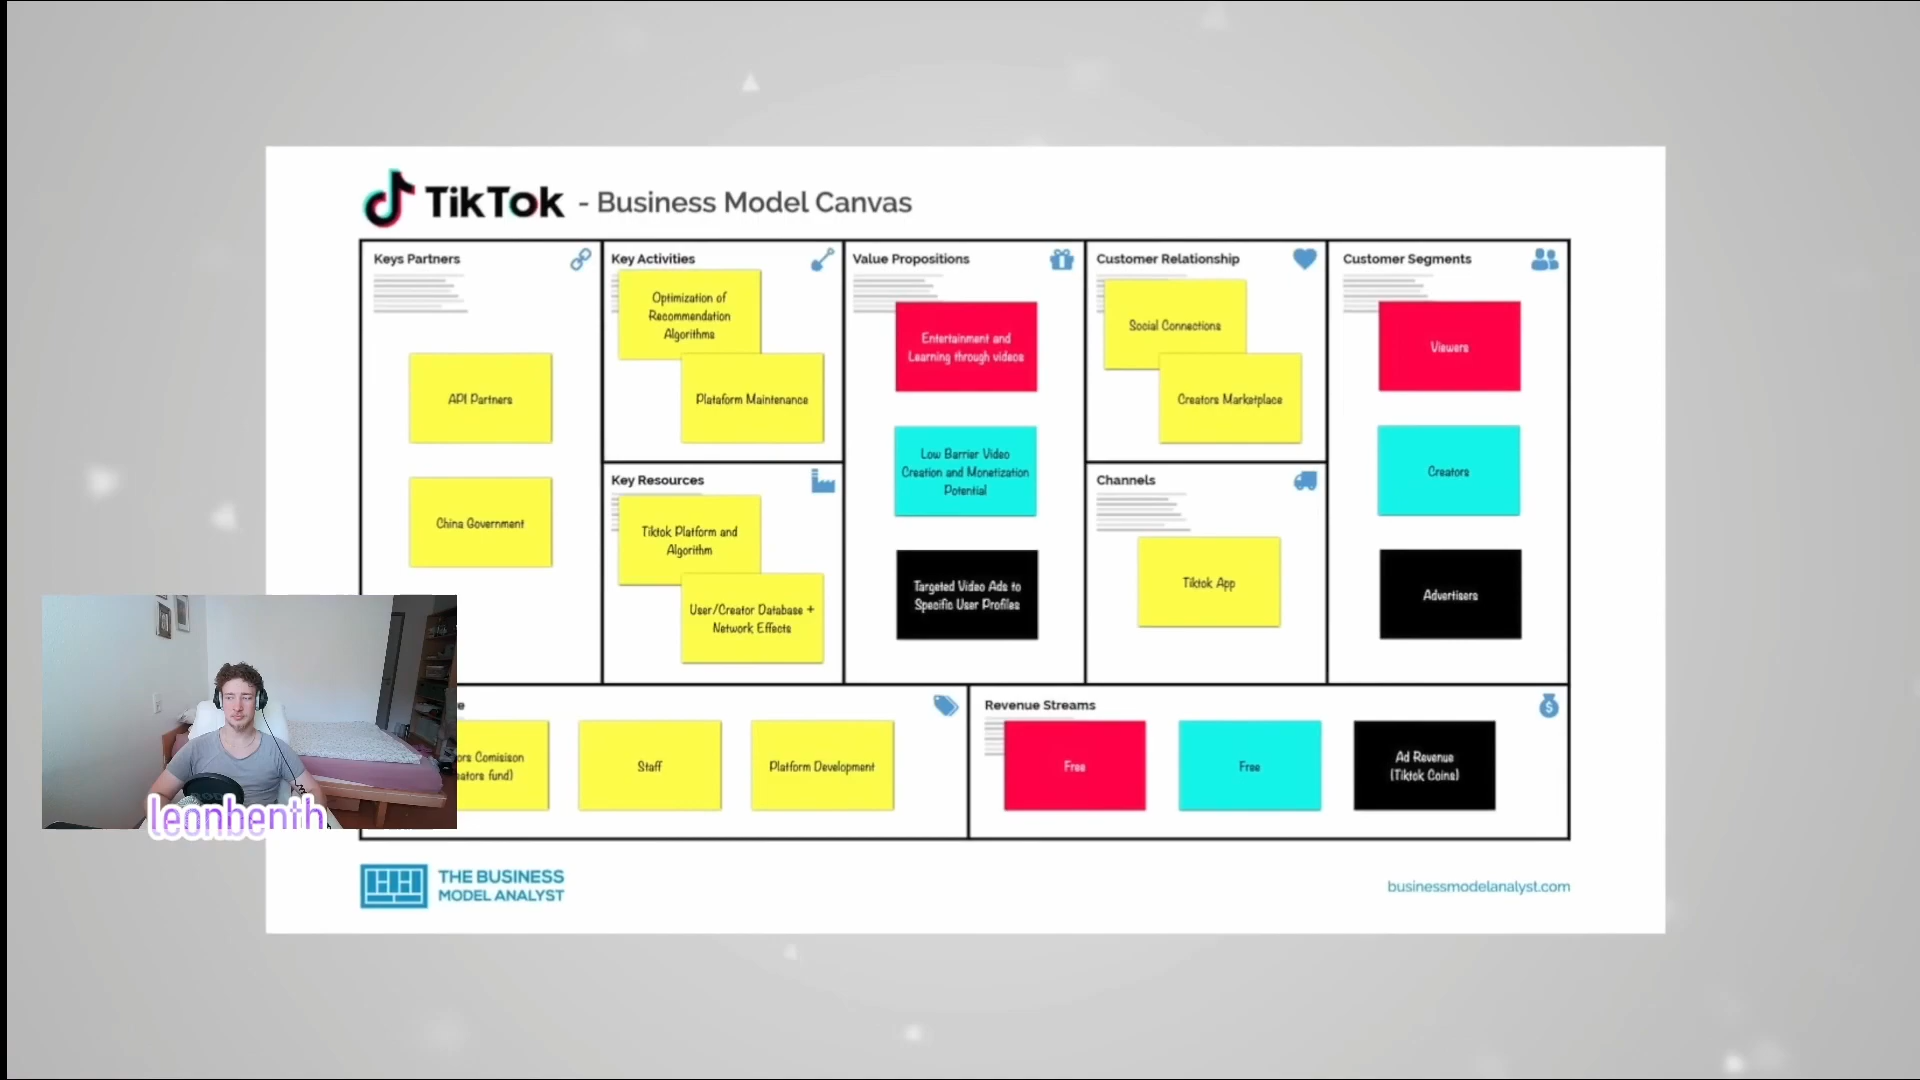 TikTok - Business Model Canvas
Keys Partners
API Partners
China Government
Key Activities
Optimization of
Recommendation
Algorithms
Plataform Maintenance
Key Resources
Tiktok Platform and
Algorithm
User/Creator Database +
Network Effects
Value Propositions
Entertainment and
Learning through videos
Low Barrier Video
Creation and Monetization
Potential
Targeted Video Ads to
Specific User Profiles
Customer Relationship
Social Connections
Creators Marketplace
Channels
Tiktok App
Customer Segments
Viewers
Creators
Advertisers
e
ors Comisison
ators fund)
Staff
Platform Development
Revenue Streams
Free
Free
Ad Revenue
(Tiktok Coins)
leonbenth
THE BUSINESS
MODEL ANALYST
businessmodelanalyst.com